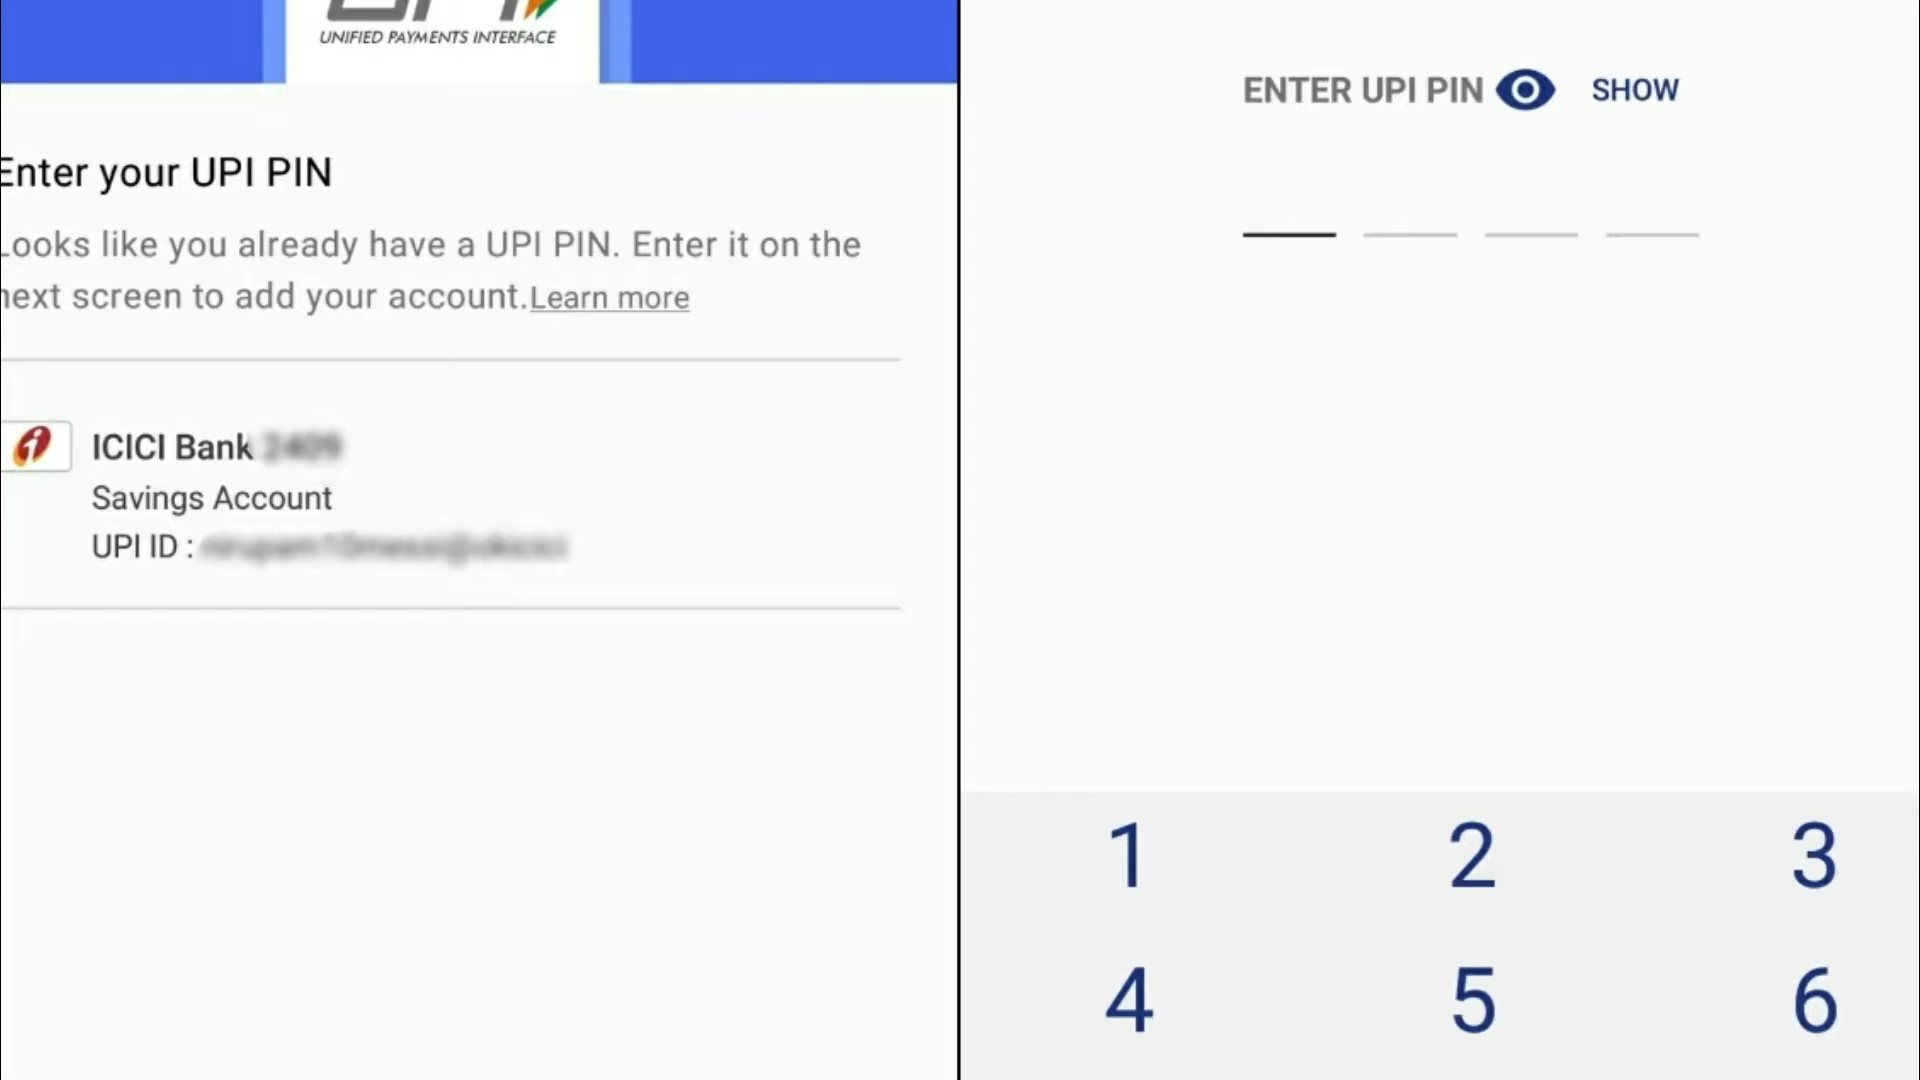 UNIFIED PAYMENTS INTERFACE
Enter your UPI PIN
Looks like you already have a UPI PIN. Enter it on the
next screen to add your account.Learn more
ICICI Bank
Savings Account
UPI ID :
ENTER UPI PIN SHOW
1 2 3
4 5 6